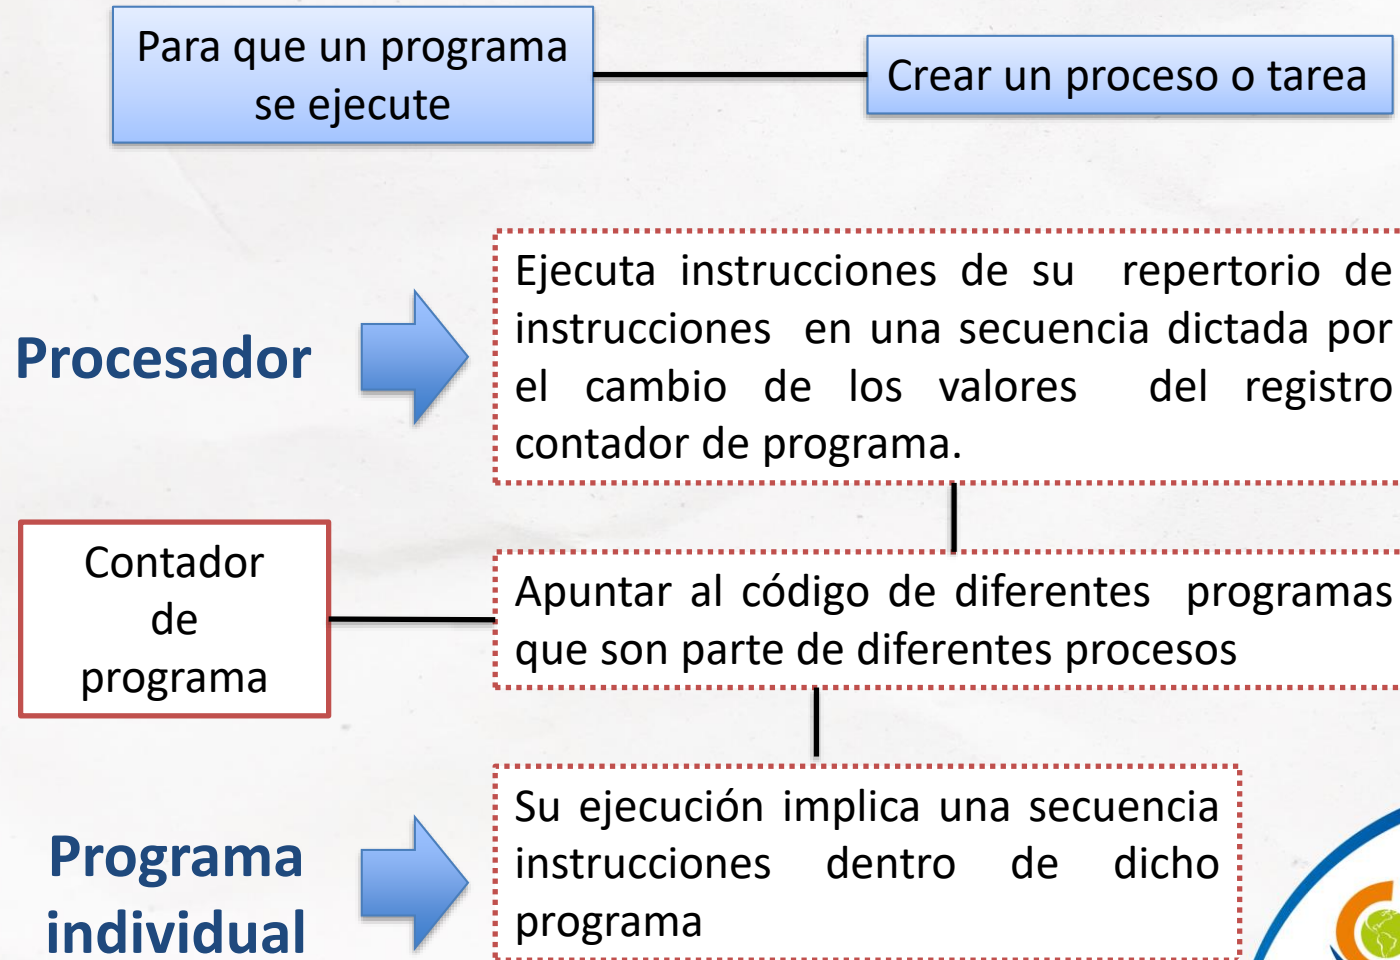 Para que un programa
se ejecute
Crear un proceso o tarea
Procesador
Ejecuta instrucciones de su repertorio de
instrucciones en una secuencia dictada por
el cambio de los valores del registro
contador de programa.
Contador
de
programa
Apuntar al código de diferentes programas
que son parte de diferentes procesos
Programa
individual
Su ejecución implica una secuencia
instrucciones dentro de dicho
programa